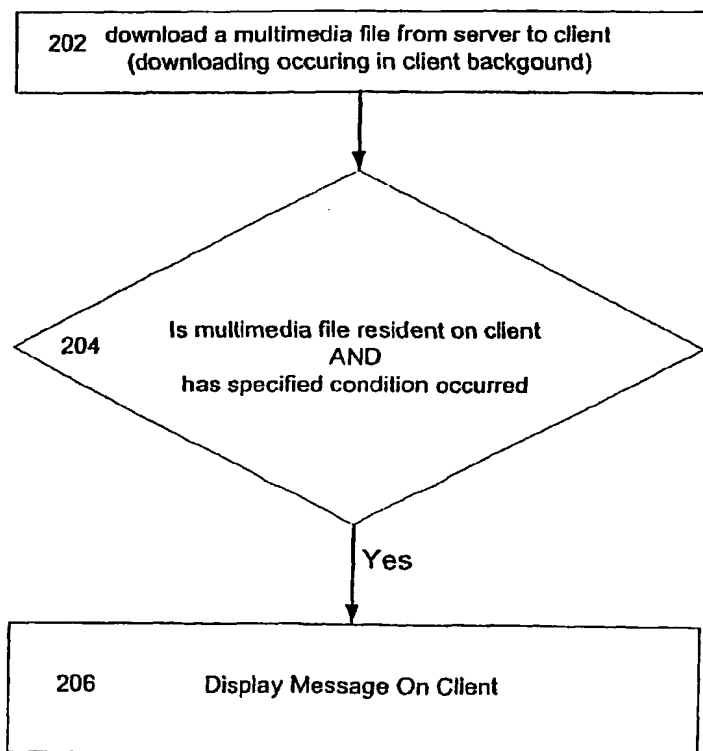 202 download a multimedia file from server to client
(downloading occuring in client backgound)
204 Is multimedia file resident on client
AND
has specified condition occurred
Yes
206 Display Message On Client